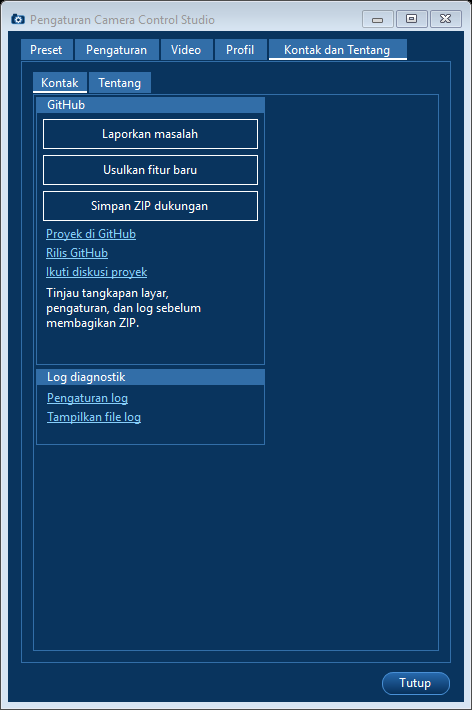 Pengaturan Camera Control Studio
Preset
Pengaturan
Video
Profil
Kontak dan Tentang
Kontak
Tentang
GitHub
Laporkan masalah
Usulkan fitur baru
Simpan ZIP dukungan
Proyek di GitHub
Rilis GitHub
Ikuti diskusi proyek
Tinjau tangkapan layar,
pengaturan, dan log sebelum
membagikan ZIP.
Log diagnostik
Pengaturan log
Tampilkan file log
Tutup